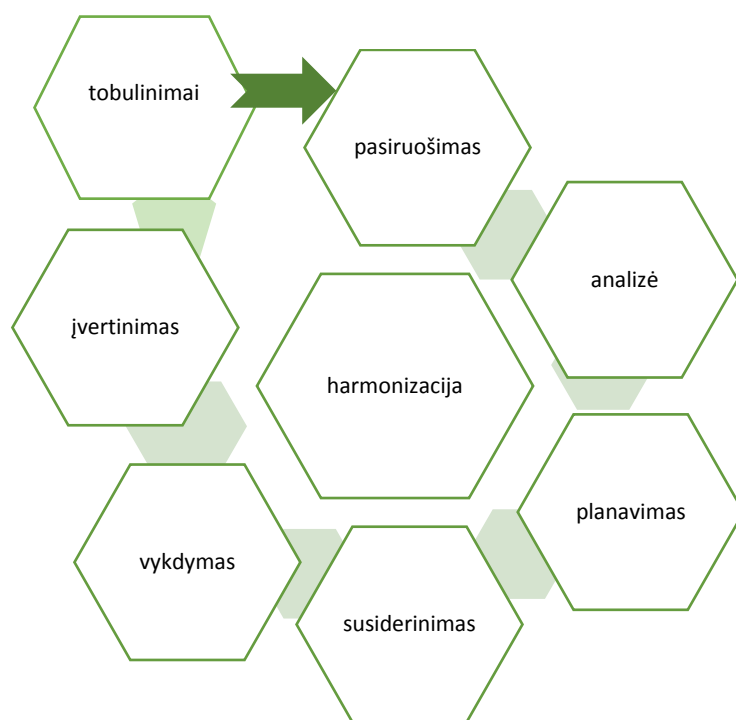 tobulinimai
pasiruošimas
analizė
įvertinimas
harmonizacija
planavimas
vykdymas
susiderinimas